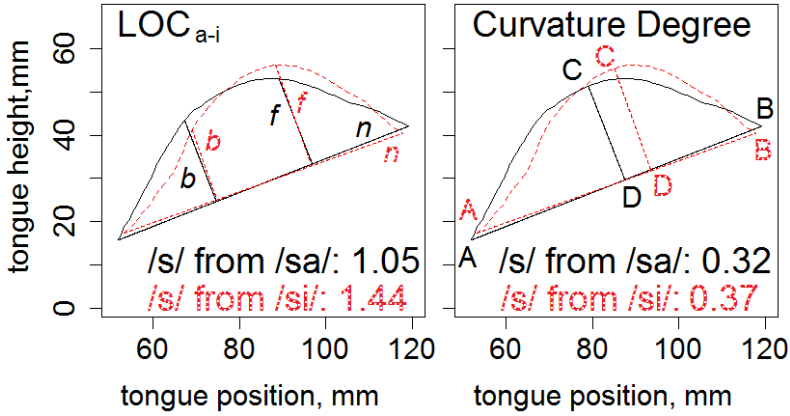 LOCa-i
Curvature Degree
tongue height,mm
60
40
20
0
f
f
n
n
b
b
C
C
B
B
A
A
D
D
/s/ from /sa/: 1.05
/s/ from /si/: 1.44
/s/ from /sa/: 0.32
/s/ from /si/: 0.37
60
80
100
120
60
80
100
120
tongue position, mm
tongue position, mm